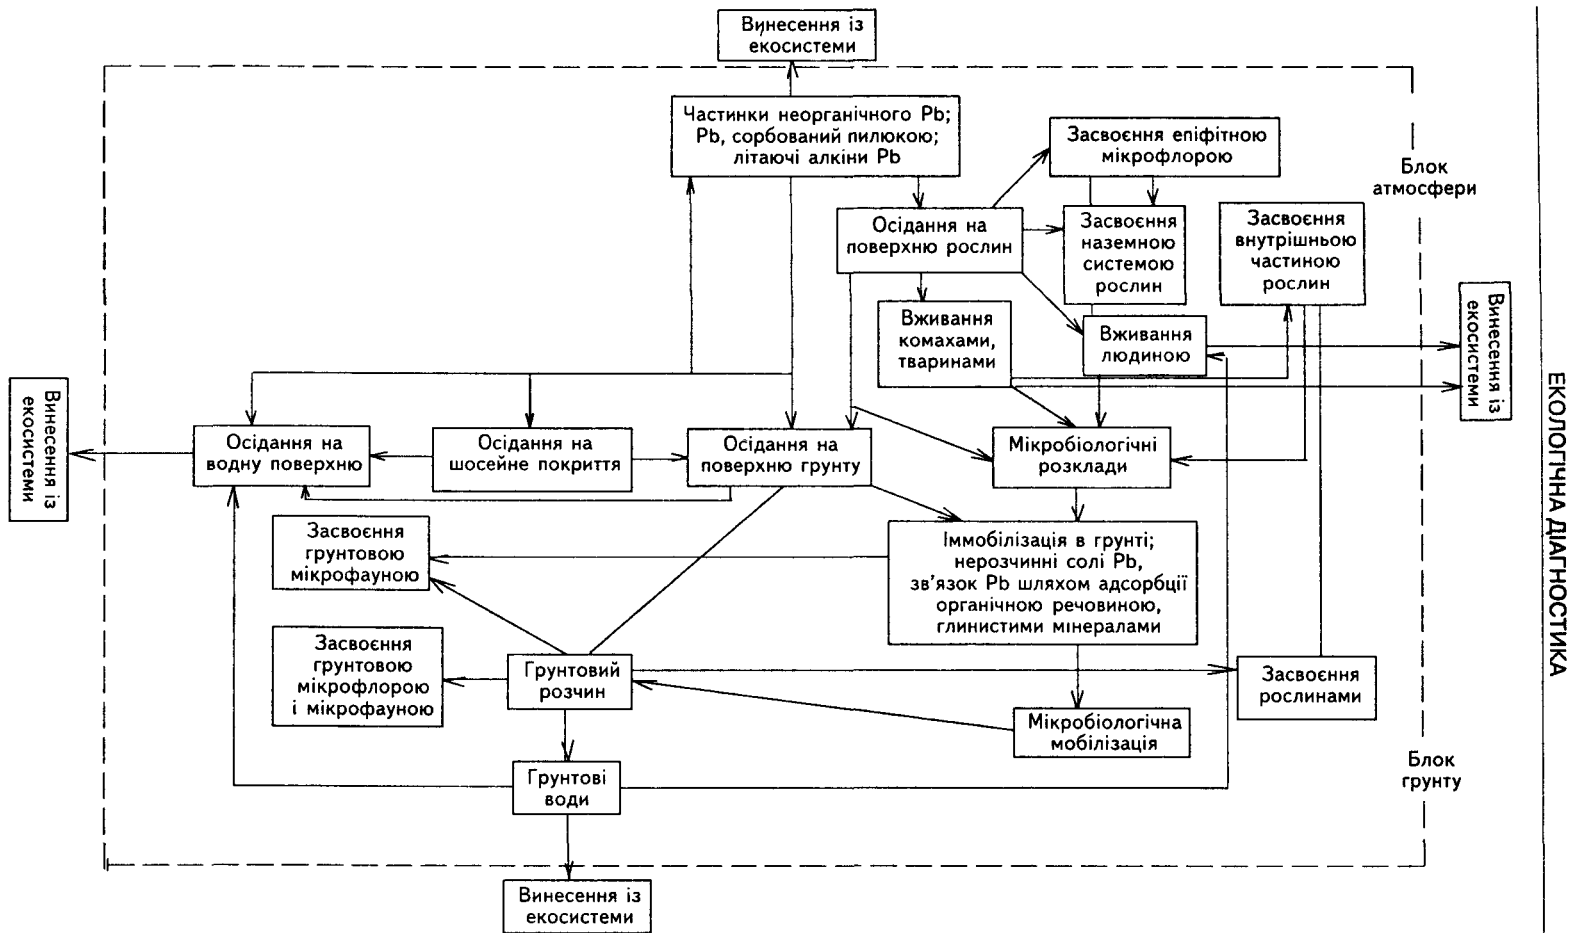 Винесення із
екосистеми
Частинки неорганічного Pb;
Pb, сорбований пилюкою;
літаючі алкіни Pb
Засвоєння епіфітною
мікрофлорою
Блок
атмосфери
Осідання на
поверхню рослин
Засвоєння
наземною
системою
рослин
Засвоєння
внутрішньою
частиною
рослин
Вживання
комахами,
тваринами
Вживання
людиною
Винесення із
екосистеми
Винесення із
екосистеми
Осідання на
водну поверхню
Осідання на
шосейне покриття
Осідання на
поверхню грунту
Мікробіологічні
розклади
ЕКОЛОГІЧНА ДІАГНОСТИКА
Засвоєння
грунтовою
мікрофауною
Іммобілізація в грунті;
нерозчинні солі Pb,
зв'язок Pb шляхом адсорбції
органічною речовиною,
глинистими мінералами
Засвоєння
грунтовою
мікрофлорою
і мікрофауною
Грунтовий
розчин
Засвоєння
рослинами
Мікробіологічна
мобілізація
Грунтові
води
Блок
грунту
Винесення із
екосистеми